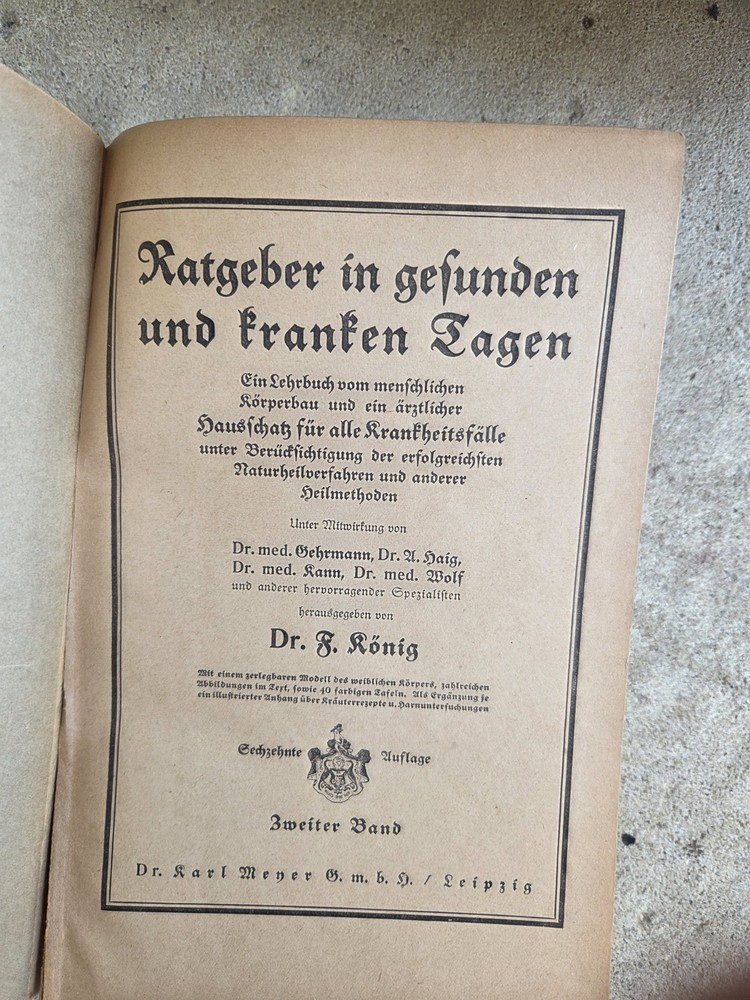 Ratgeber in geſunden
und kranken Tagen
Ein Lehrbuch vom menſchlichen
Körperbau und ein ärztlicher
Hausſchatz für alle Krankheitsfälle
unter Berückſichtigung der erfolgreichſten
Naturheilverfahren und anderer
Heilmethoden
Unter Mitwirkung von
Dr. med. Gehrmann, Dr. A. Haig,
Dr. med. Kann, Dr. med. Wolf
und anderer hervorragender Spezialiſten
herausgegeben von
Dr. F. König
Mit einem zerlegbaren Modell des weiblichen Körpers, zahlreichen
Abbildungen im Text, ſowie 40 farbigen Tafeln. Als Ergänzung je
ein illuſtrierter Anhang über Kräuterrezepte u. Harnunterſuchungen
Sechzehnte Auflage
Zweiter Band
Dr. Karl Meyer G. m. b. H. / Leipzig